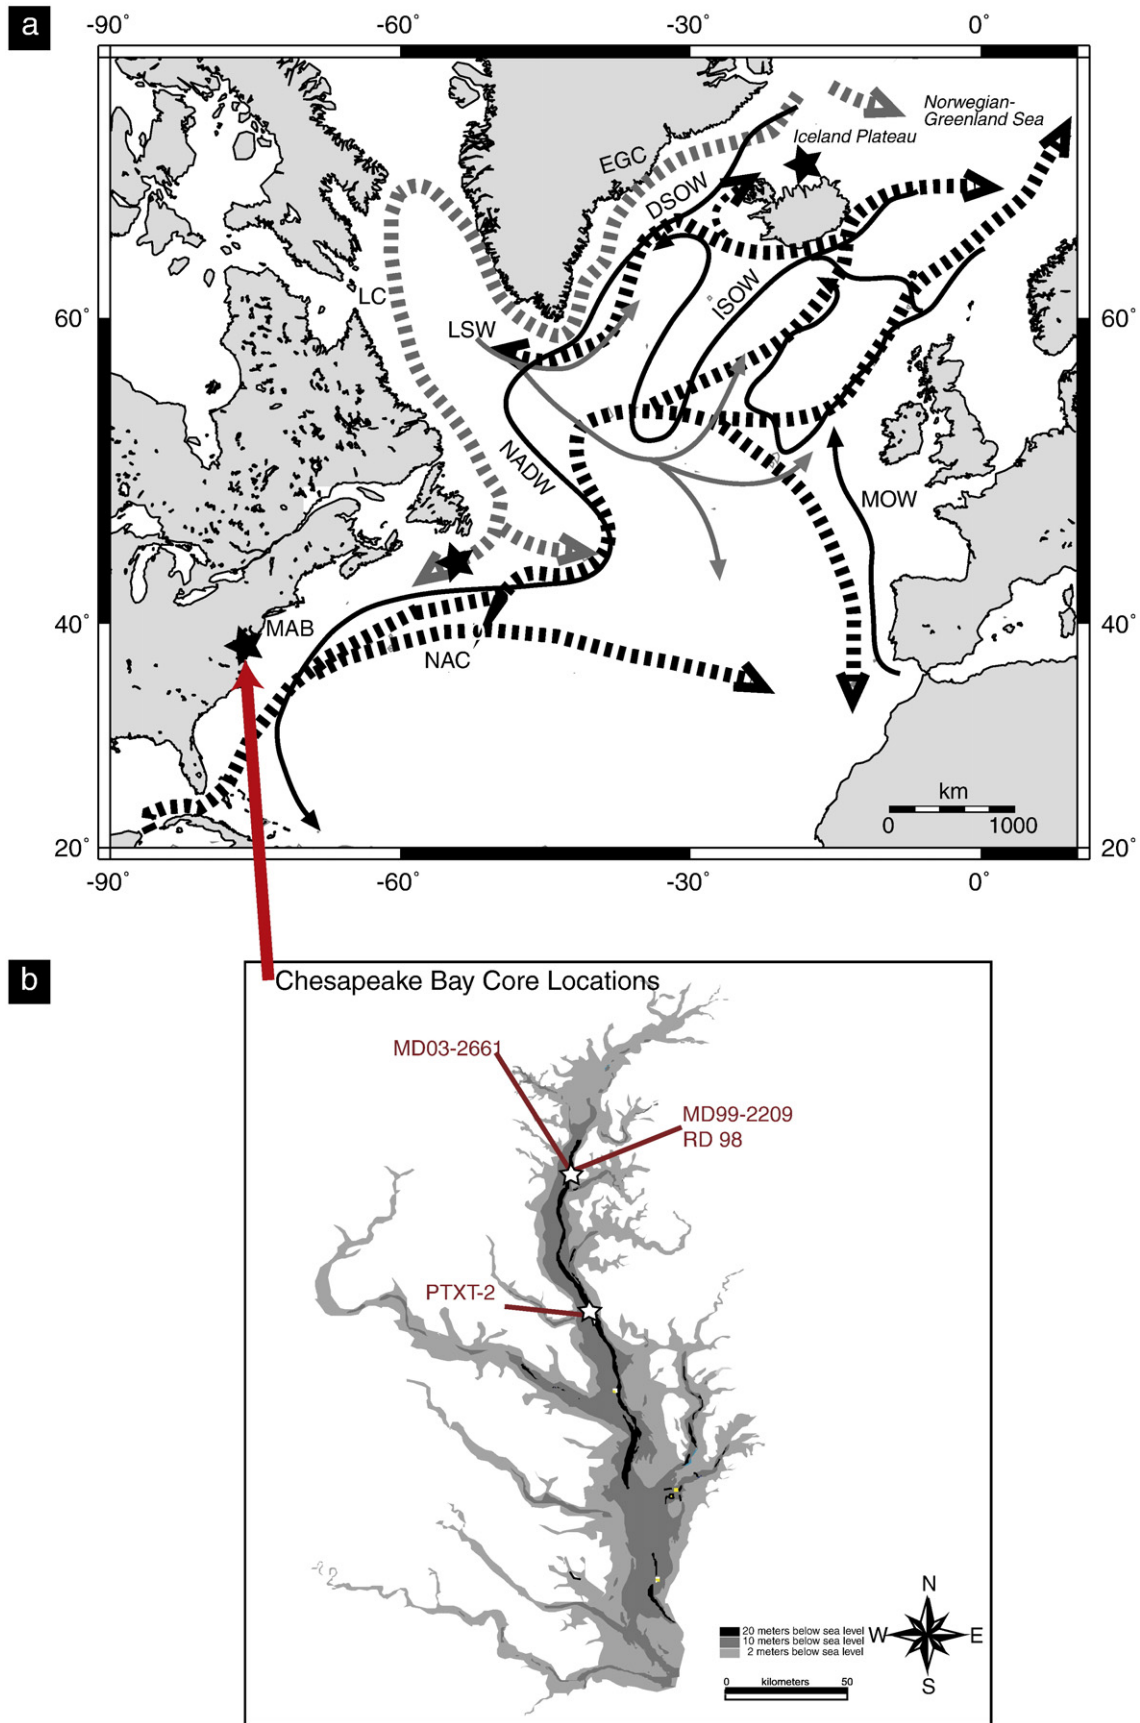 a
-90°
-60°
-30°
0°
Norwegian-
Greenland Sea
Iceland Plateau
EGC
DSOW
LC
ISOW
60°
60°
LSW
NADW
MOW
40°
MAB
40°
NAC
km
0
1000
20°
20°
-90°
-60°
-30°
0°
b
Chesapeake Bay Core Locations
MD03-2661
MD99-2209
RD 98
PTXT-2
N
20 meters below sea level
W
E
10 meters below sea level
2 meters below sea level
S
0 kilometers 50